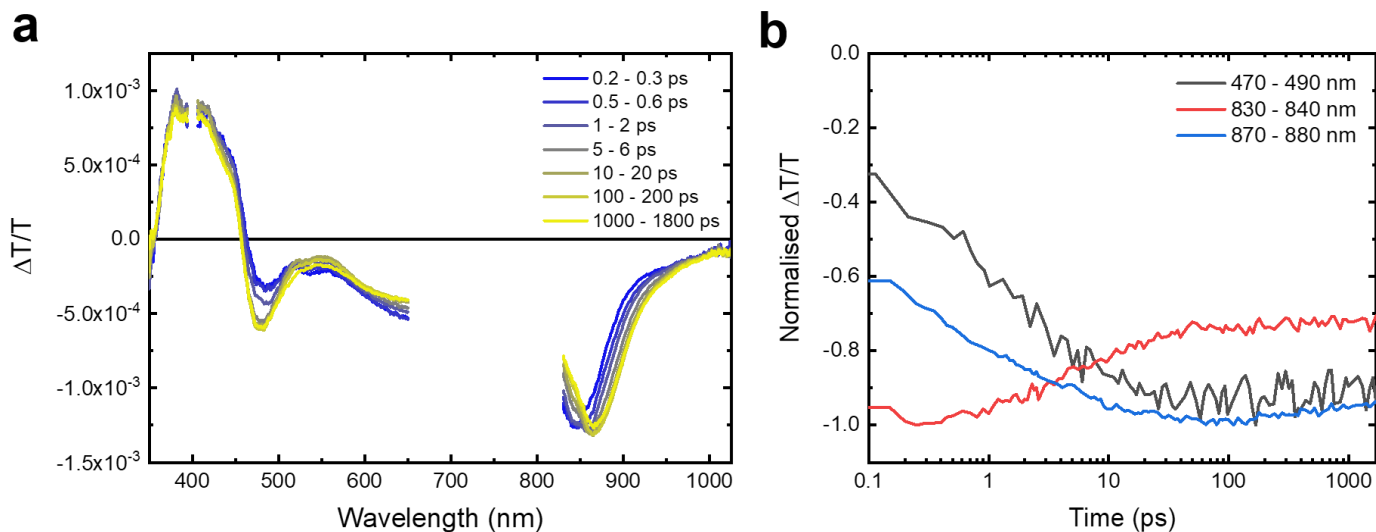 a
ΔT/T
1.0x10⁻³
5.0x10⁻⁴
0.0
-5.0x10⁻⁴
-1.0x10⁻³
-1.5x10⁻³
400 500 600 700 800 900 1000
Wavelength (nm)
0.2 - 0.3 ps
0.5 - 0.6 ps
1 - 2 ps
5 - 6 ps
10 - 20 ps
100 - 200 ps
1000 - 1800 ps
b
Normalised ΔT/T
0.0
-0.2
-0.4
-0.6
-0.8
-1.0
0.1 1 10 100 1000
Time (ps)
470 - 490 nm
830 - 840 nm
870 - 880 nm